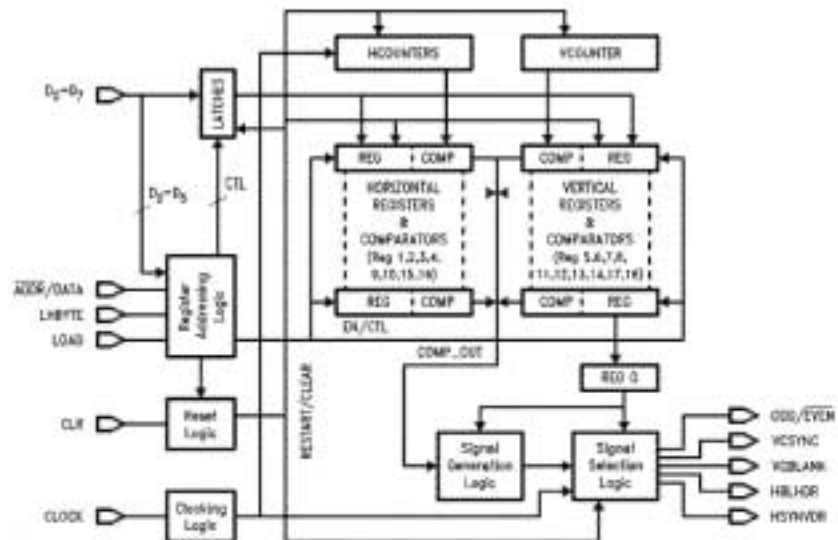 HCOUNTERS
VCOUNTER
D0-D7
LATCHES
REG
COMP
COMP
REG
D0-D5
CTL
HORIZONTAL
REGISTERS
&
COMPARATORS
(Reg 1,2,3,4,
9,10,15,16)
VERTICAL
REGISTERS
&
COMPARATORS
(Reg 5,6,7,8,
11,12,13,14,17,18)
ADDR/DATA
LHBYTE
LOAD
Register
Addressing
Logic
REG
COMP
COMP
REG
EN/CTL
COMP_OUT
REG 0
RESTART/CLEAR
CLR
Reset
Logic
Signal
Generation
Logic
Signal
Selection
Logic
ODD/EVEN
VCSYNC
VCBLANK
HBLHDR
HSYNVDR
CLOCK
Clocking
Logic